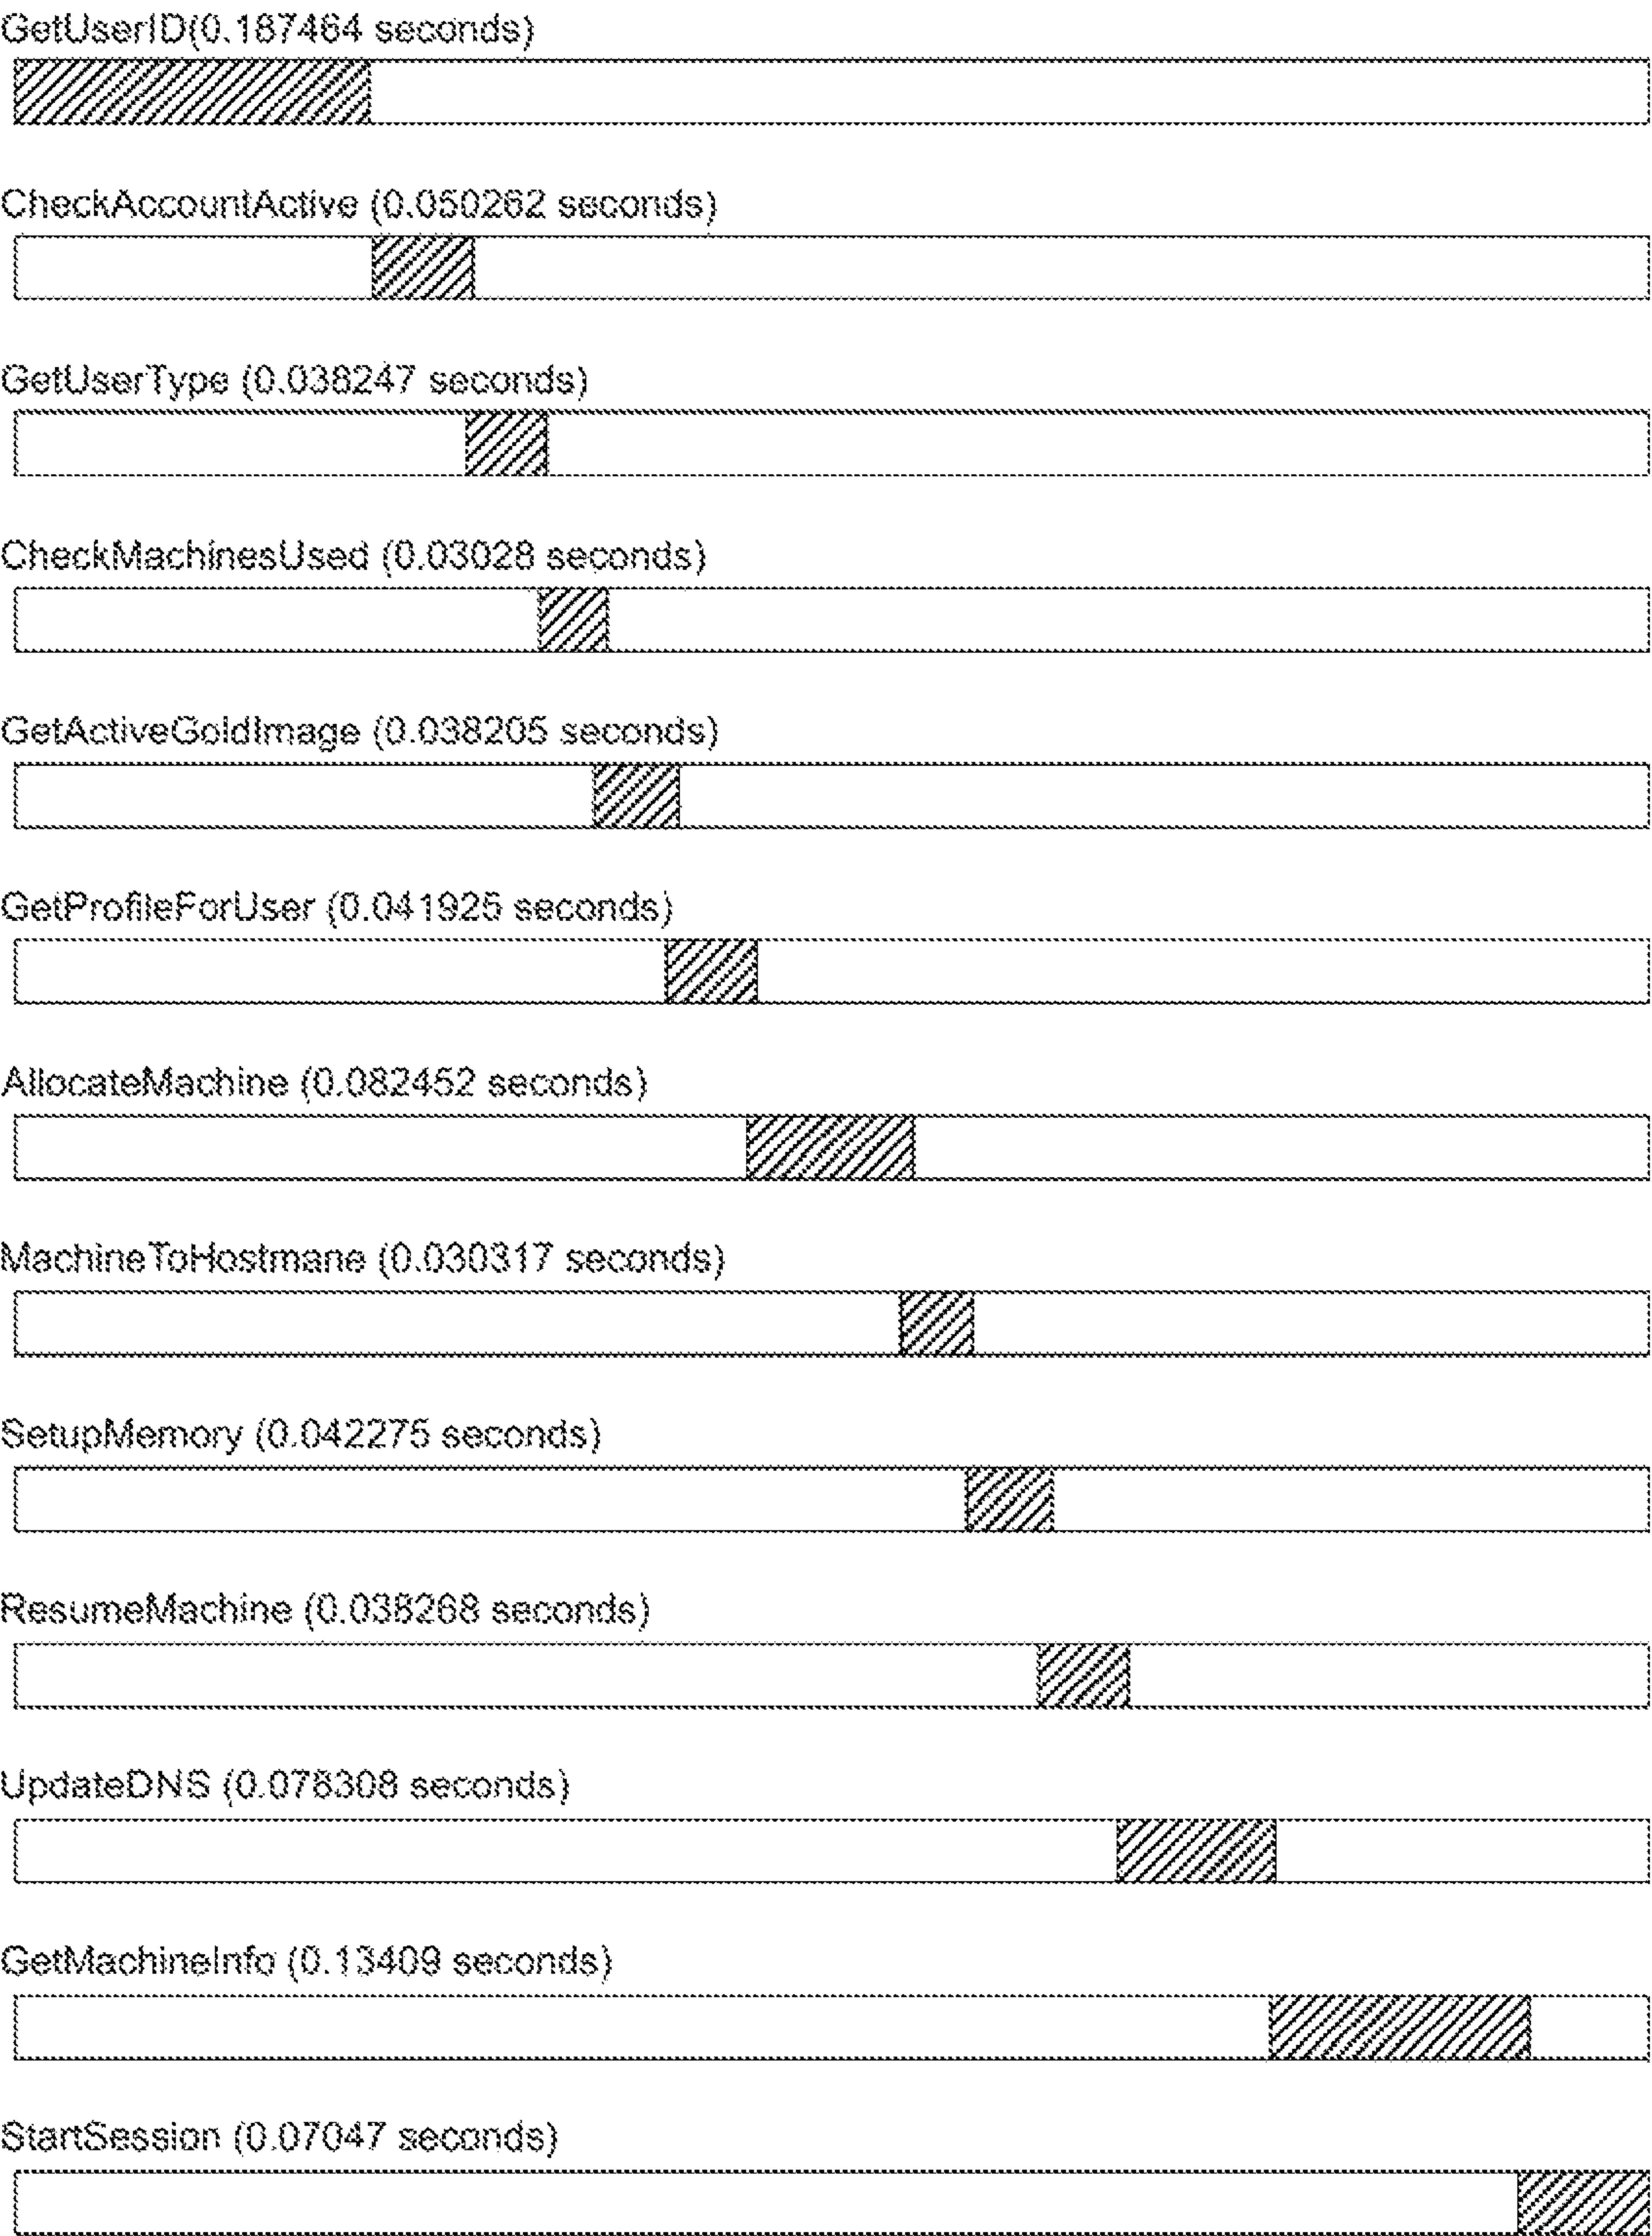 GetUserID(0.187464 seconds)
CheckAccountActive (0.050262 seconds)
GetUserType (0.038247 seconds)
CheckMachinesUsed (0.03028 seconds)
GetActiveGoldImage (0.038205 seconds)
GetProfileForUser (0.041925 seconds)
AllocateMachine (0.082452 seconds)
MachineToHostmane (0.030317 seconds)
SetupMemory (0.042275 seconds)
ResumeMachine (0.038268 seconds)
UpdateDNS (0.078308 seconds)
GetMachineInfo (0.13409 seconds)
StartSession (0.07047 seconds)